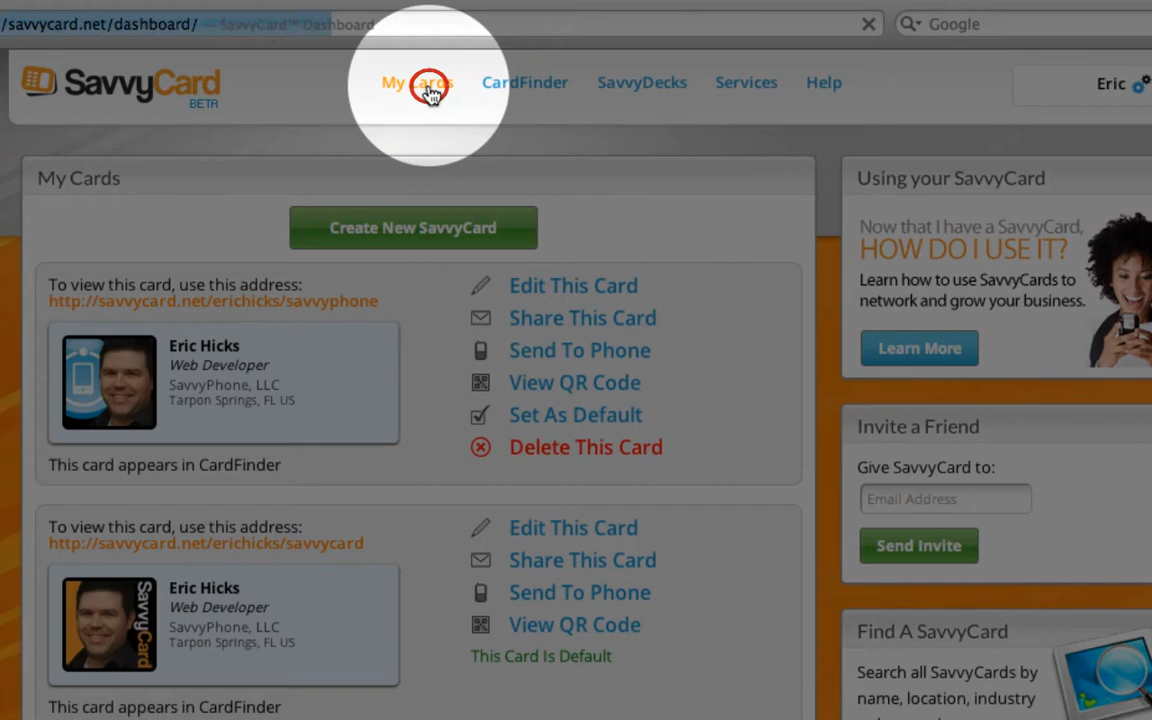 /savvycard.net/dashboard/ — SavvyCard™ Dashboard
Google
SavvyCard
BETA
My Cards
CardFinder
SavvyDecks
Services
Help
Eric
My Cards
Create New SavvyCard
To view this card, use this address:
http://savvycard.net/erichicks/savvyphone
Eric Hicks
Web Developer
SavvyPhone, LLC
Tarpon Springs, FL US
This card appears in CardFinder
Edit This Card
Share This Card
Send To Phone
View QR Code
Set As Default
Delete This Card
To view this card, use this address:
http://savvycard.net/erichicks/savvycard
SavvyCard
Eric Hicks
Web Developer
SavvyPhone, LLC
Tarpon Springs, FL US
This card appears in CardFinder
Edit This Card
Share This Card
Send To Phone
View QR Code
This Card Is Default
Using your SavvyCard
Now that I have a SavvyCard,
HOW DO I USE IT?
Learn how to use SavvyCards to
network and grow your business.
Learn More
Invite a Friend
Give SavvyCard to:
Email Address
Send Invite
Find A SavvyCard
Search all SavvyCards by
name, location, industry